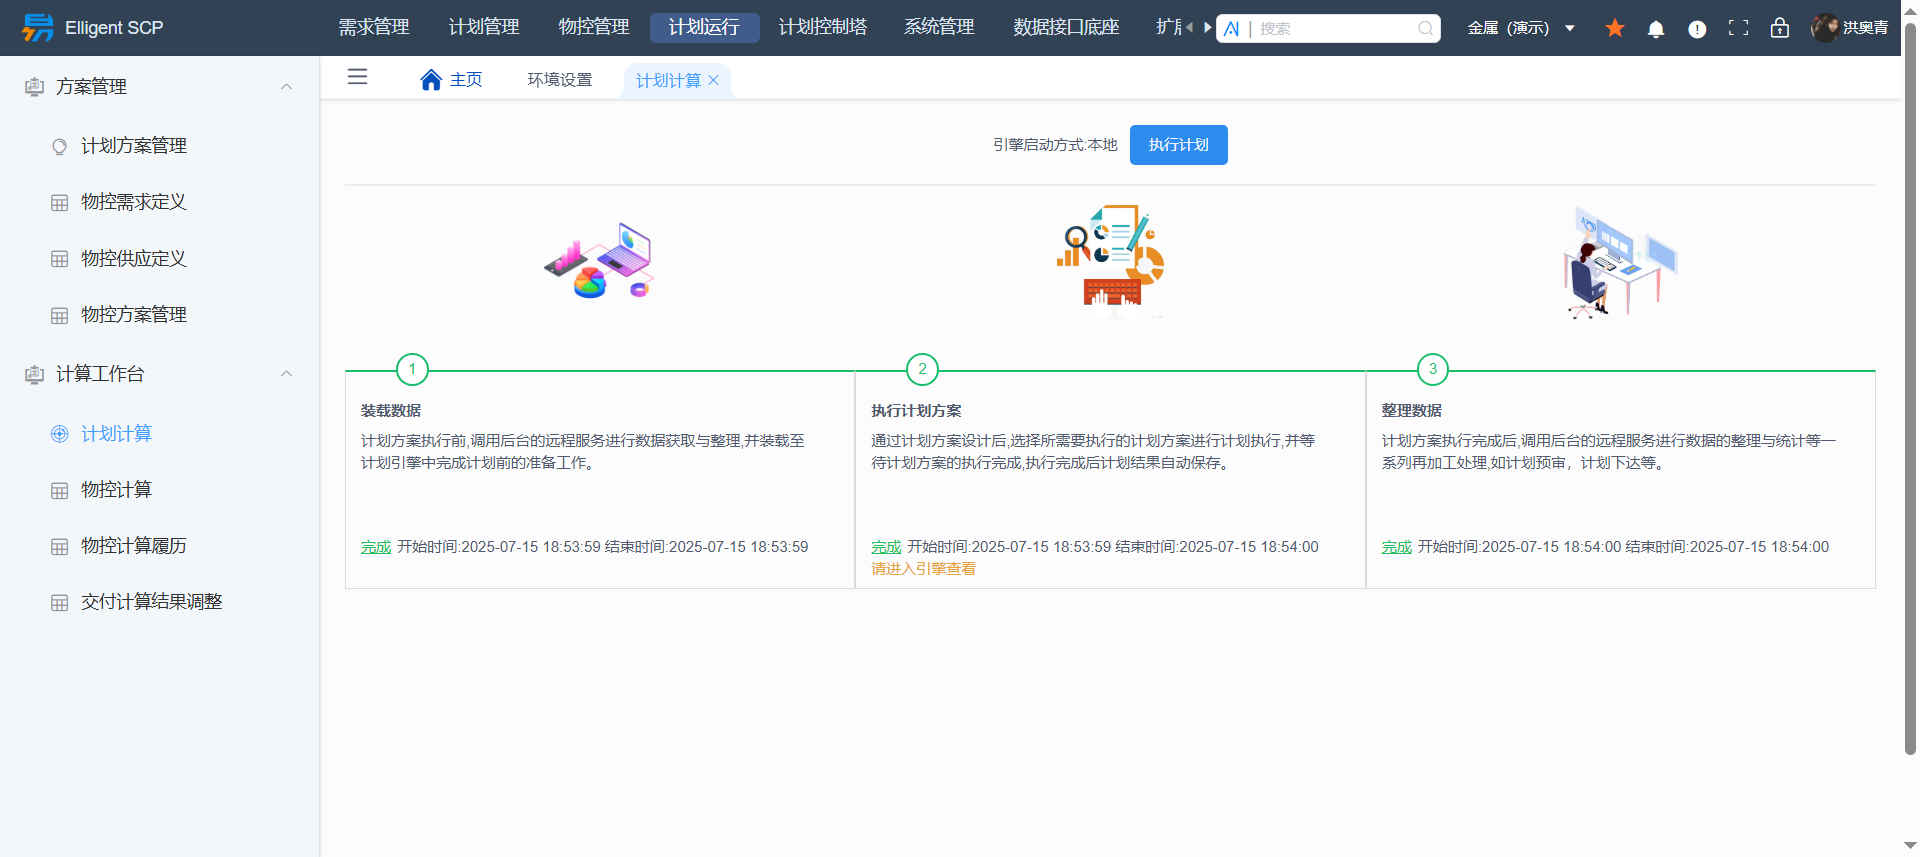 Elligent SCP
需求管理
计划管理
物控管理
计划运行
计划控制塔
系统管理
数据接口底座
AI | 搜索
金属（演示）
洪奥青
方案管理
计划方案管理
物控需求定义
物控供应定义
物控方案管理
计算工作台
计划计算
物控计算
物控计算履历
交付计算结果调整
主页
环境设置
计划计算
引擎启动方式:本地
执行计划
1
装载数据
计划方案执行前,调用后台的远程服务进行数据获取与整理,并装载至
计划引擎中完成计划前的准备工作。
完成 开始时间:2025-07-15 18:53:59 结束时间:2025-07-15 18:53:59
2
执行计划方案
通过计划方案设计后,选择所需要执行的计划方案进行计划执行,并等
待计划方案的执行完成,执行完成后计划结果自动保存。
完成 开始时间:2025-07-15 18:53:59 结束时间:2025-07-15 18:54:00
请进入引擎查看
3
整理数据
计划方案执行完成后,调用后台的远程服务进行数据的整理与统计等一
系列再加工处理,如计划预审，计划下达等。
完成 开始时间:2025-07-15 18:54:00 结束时间:2025-07-15 18:54:00